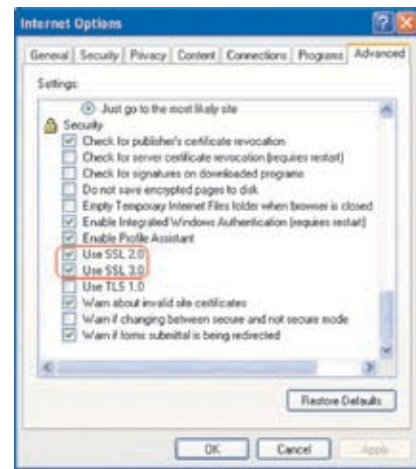 Internet Options
General Security Privacy Content Connections Programs Advanced
Settings:
Just go to the most likely site
Security
Check for publisher's certificate revocation
Check for server certificate revocation (requires restart)
Check for signatures on downloaded programs
Do not save encrypted pages to disk
Empty Temporary Internet Files folder when browser is closed
Enable Integrated Windows Authentication (requires restart)
Enable Profile Assistant
Use SSL 2.0
Use SSL 3.0
Use TLS 1.0
Warn about invalid site certificates
Warn if changing between secure and not secure mode
Warn if forms submittal is being redirected
Restore Defaults
OK Cancel Apply